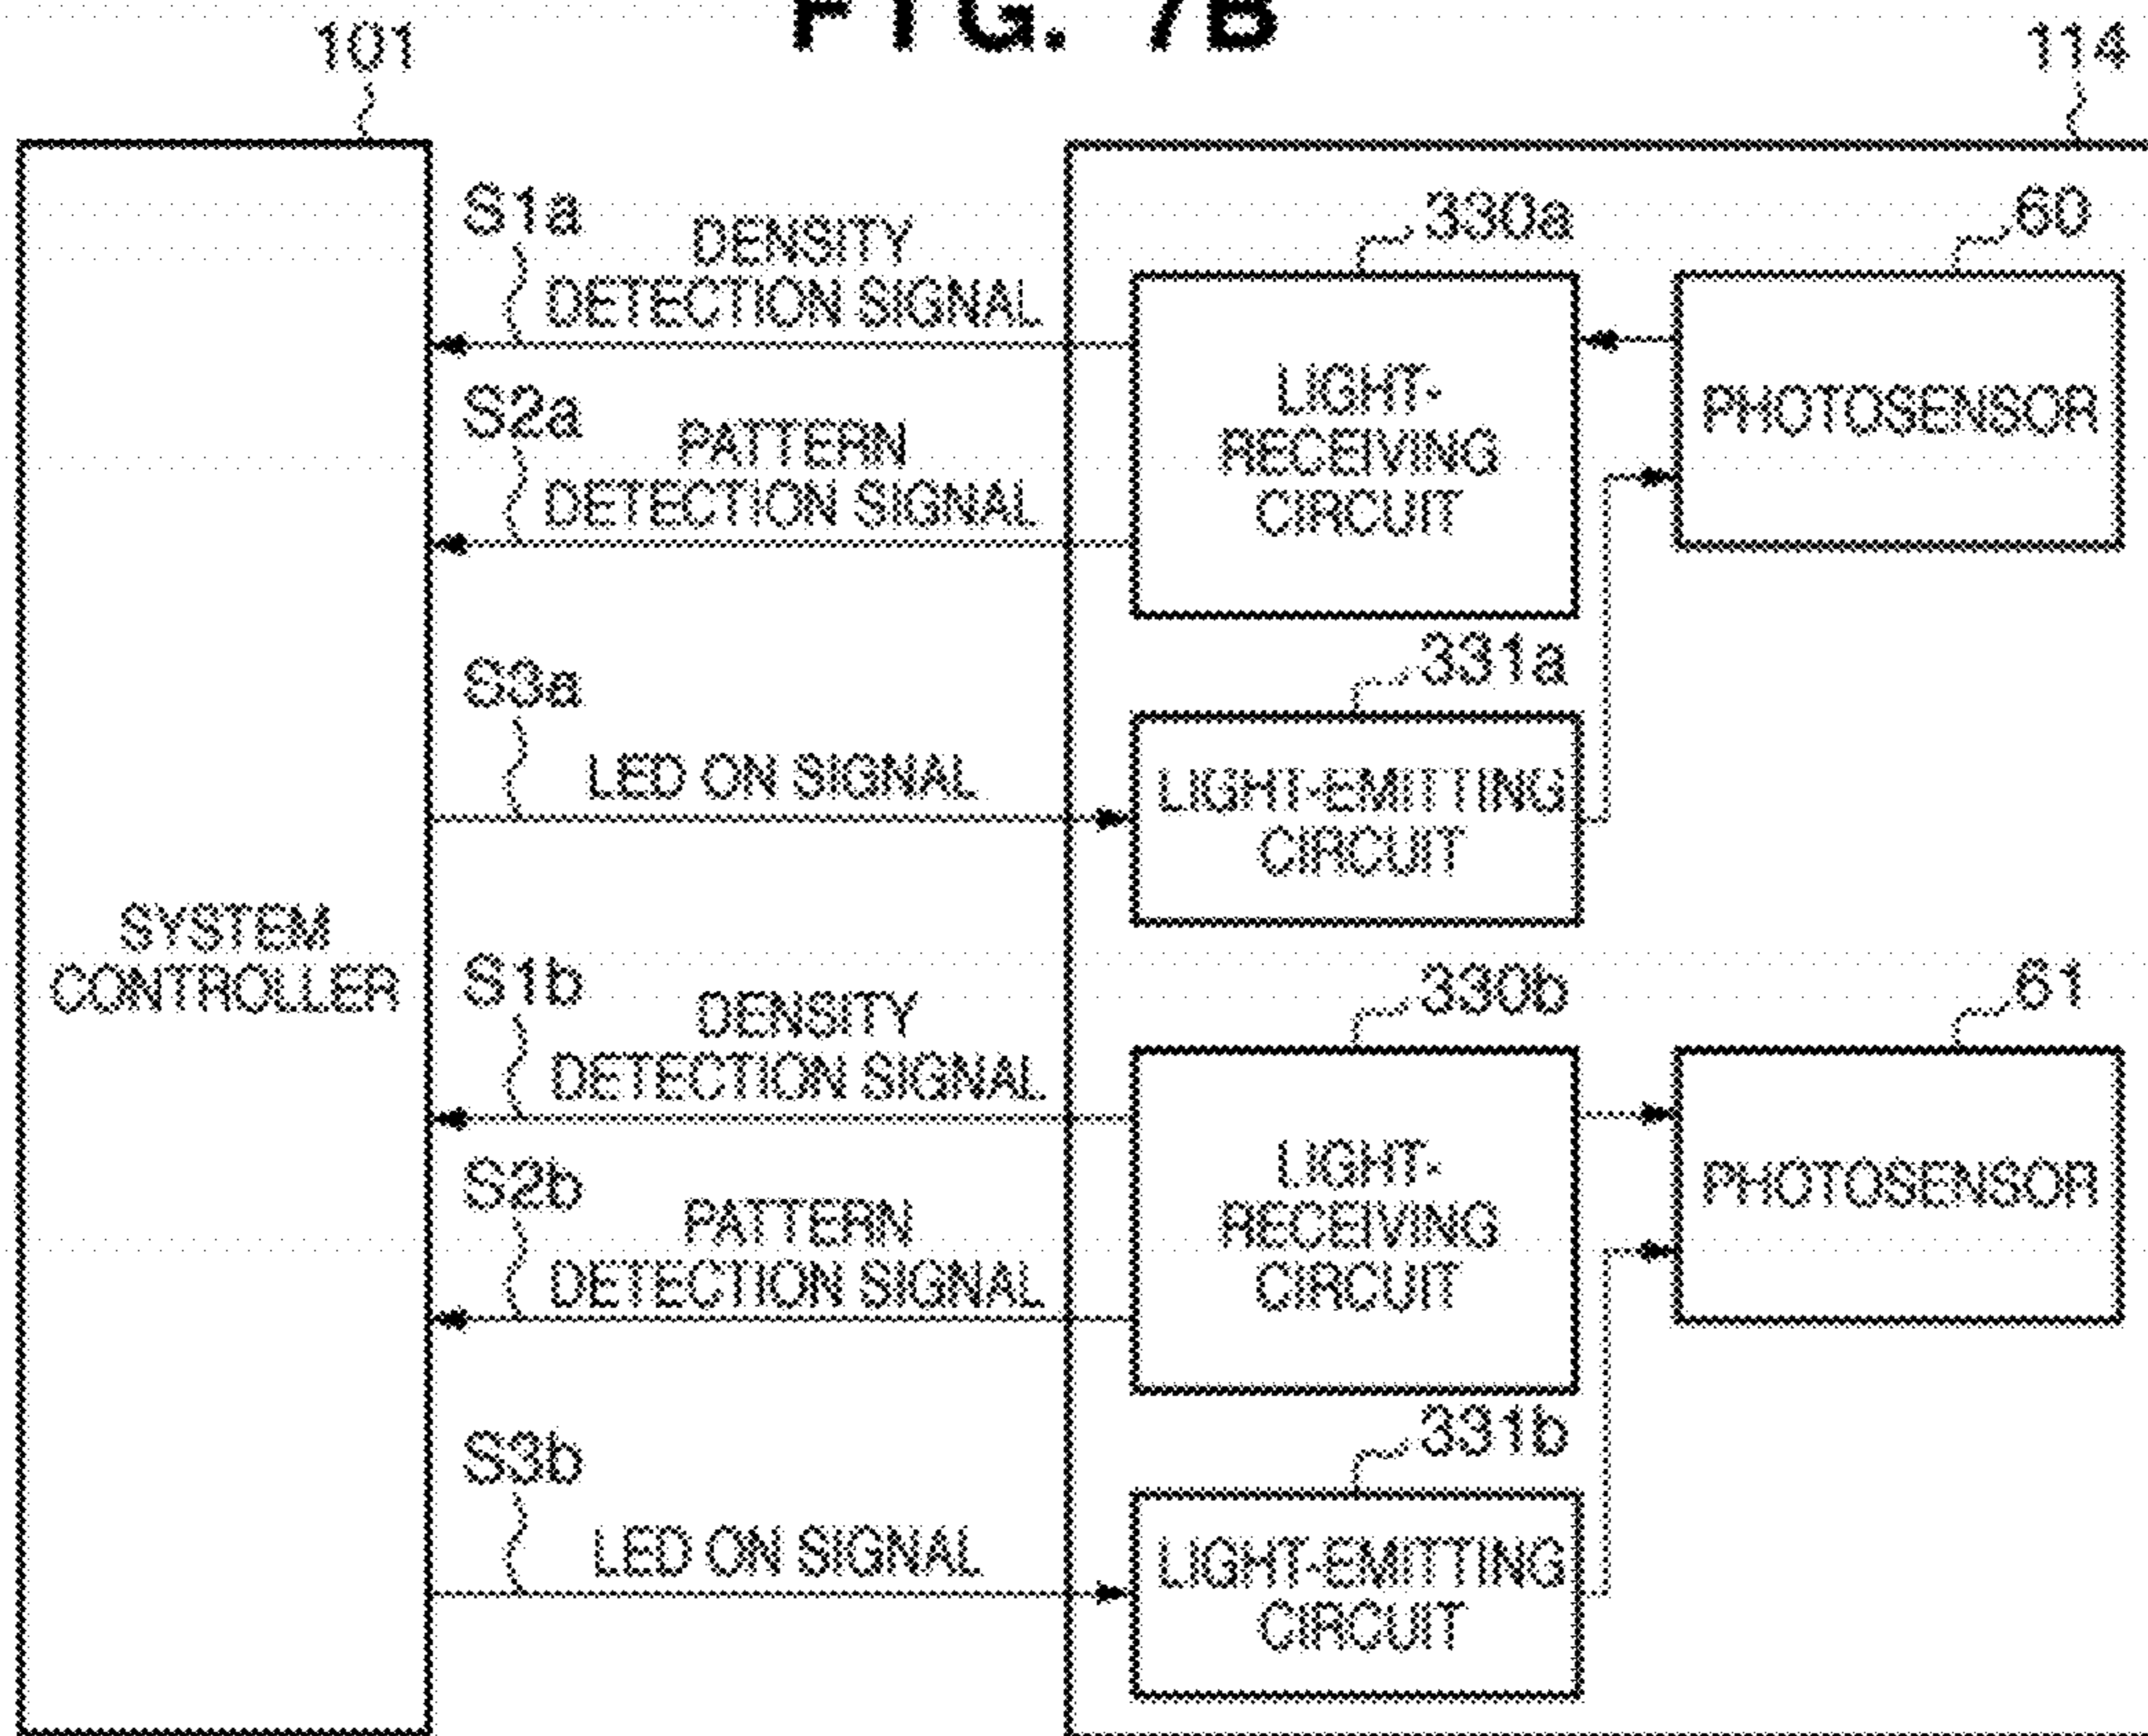 FIG. 7B
101
114
S1a
DENSITY
DETECTION SIGNAL
330a
60
LIGHT-
RECEIVING
CIRCUIT
PHOTOSENSOR
S2a
PATTERN
DETECTION SIGNAL
S3a
LED ON SIGNAL
331a
LIGHT-EMITTING
CIRCUIT
SYSTEM
CONTROLLER
S1b
DENSITY
DETECTION SIGNAL
330b
61
LIGHT-
RECEIVING
CIRCUIT
PHOTOSENSOR
S2b
PATTERN
DETECTION SIGNAL
S3b
LED ON SIGNAL
331b
LIGHT-EMITTING
CIRCUIT